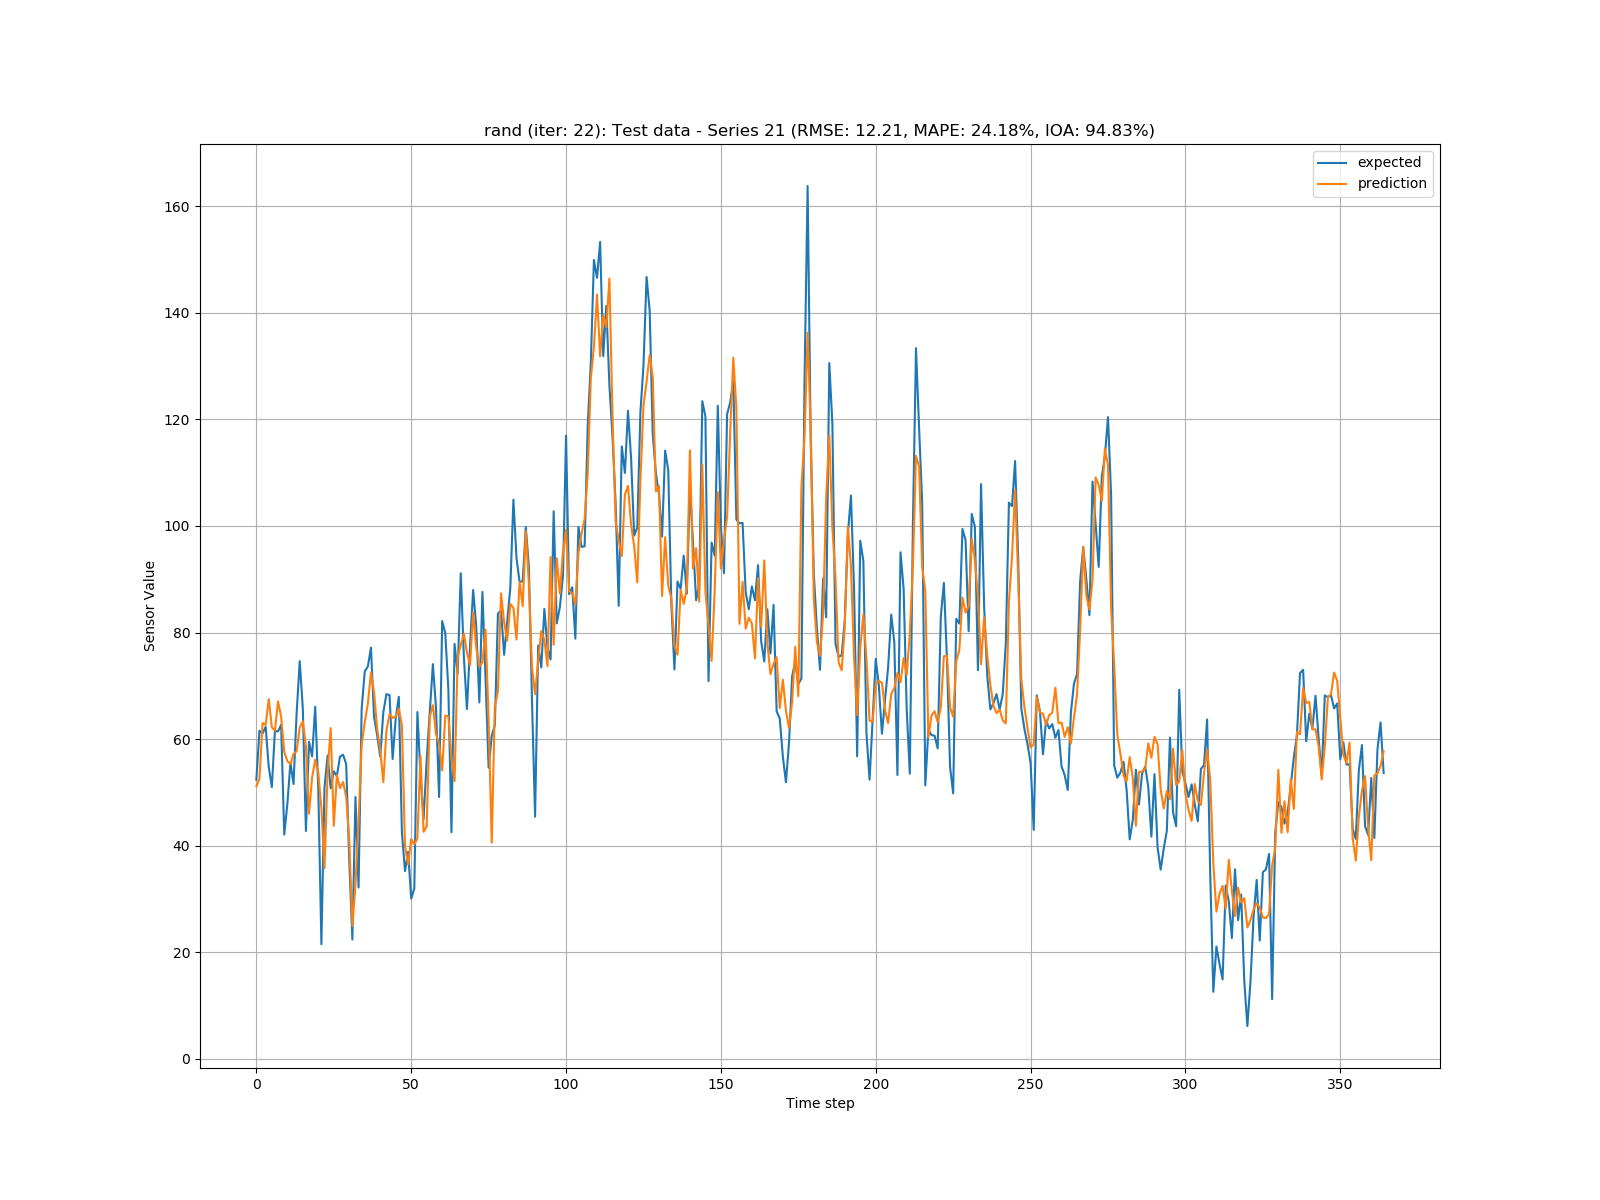 rand (iter: 22): Test data - Series 21 (RMSE: 12.21, MAPE: 24.18%, IOA: 94.83%)
expected
prediction
160
140
120
100
80
60
40
20
0
Sensor Value
0 50 100 150 200 250 300 350
Time step